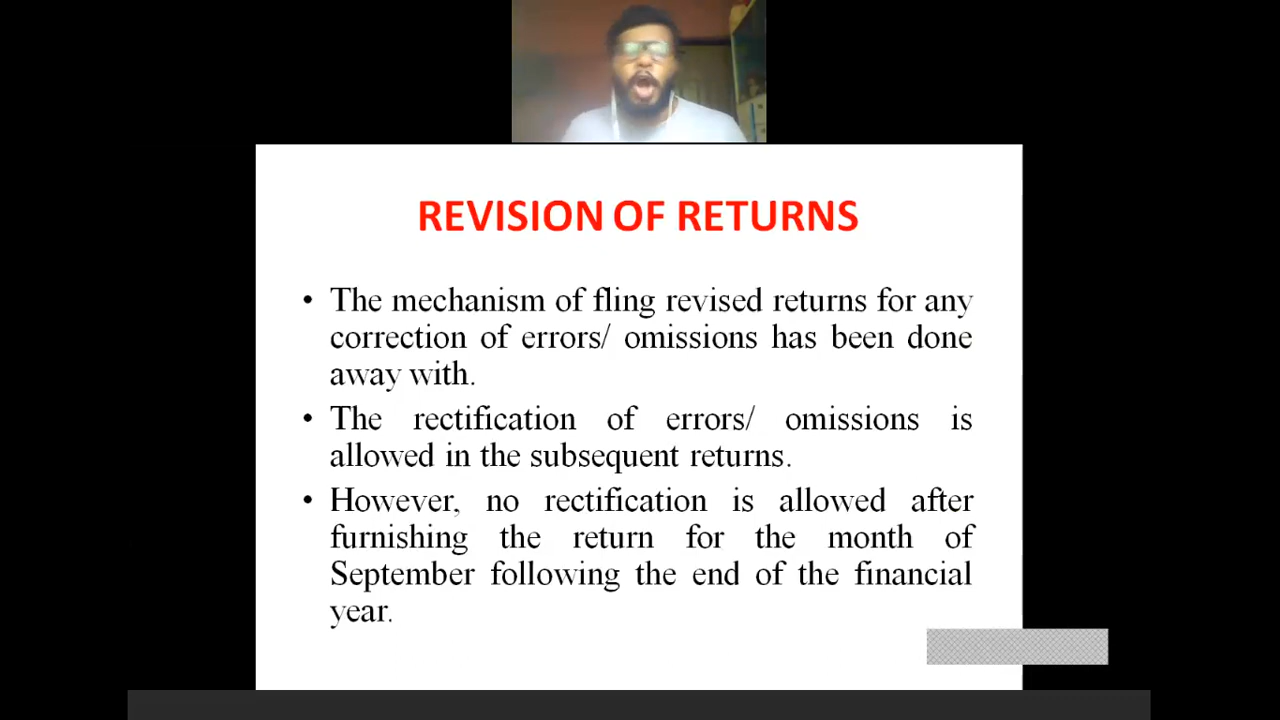 REVISION OF RETURNS
• The mechanism of fling revised returns for any
correction of errors/ omissions has been done
away with.
• The rectification of errors/ omissions is
allowed in the subsequent returns.
• However, no rectification is allowed after
furnishing the return for the month of
September following the end of the financial
year.